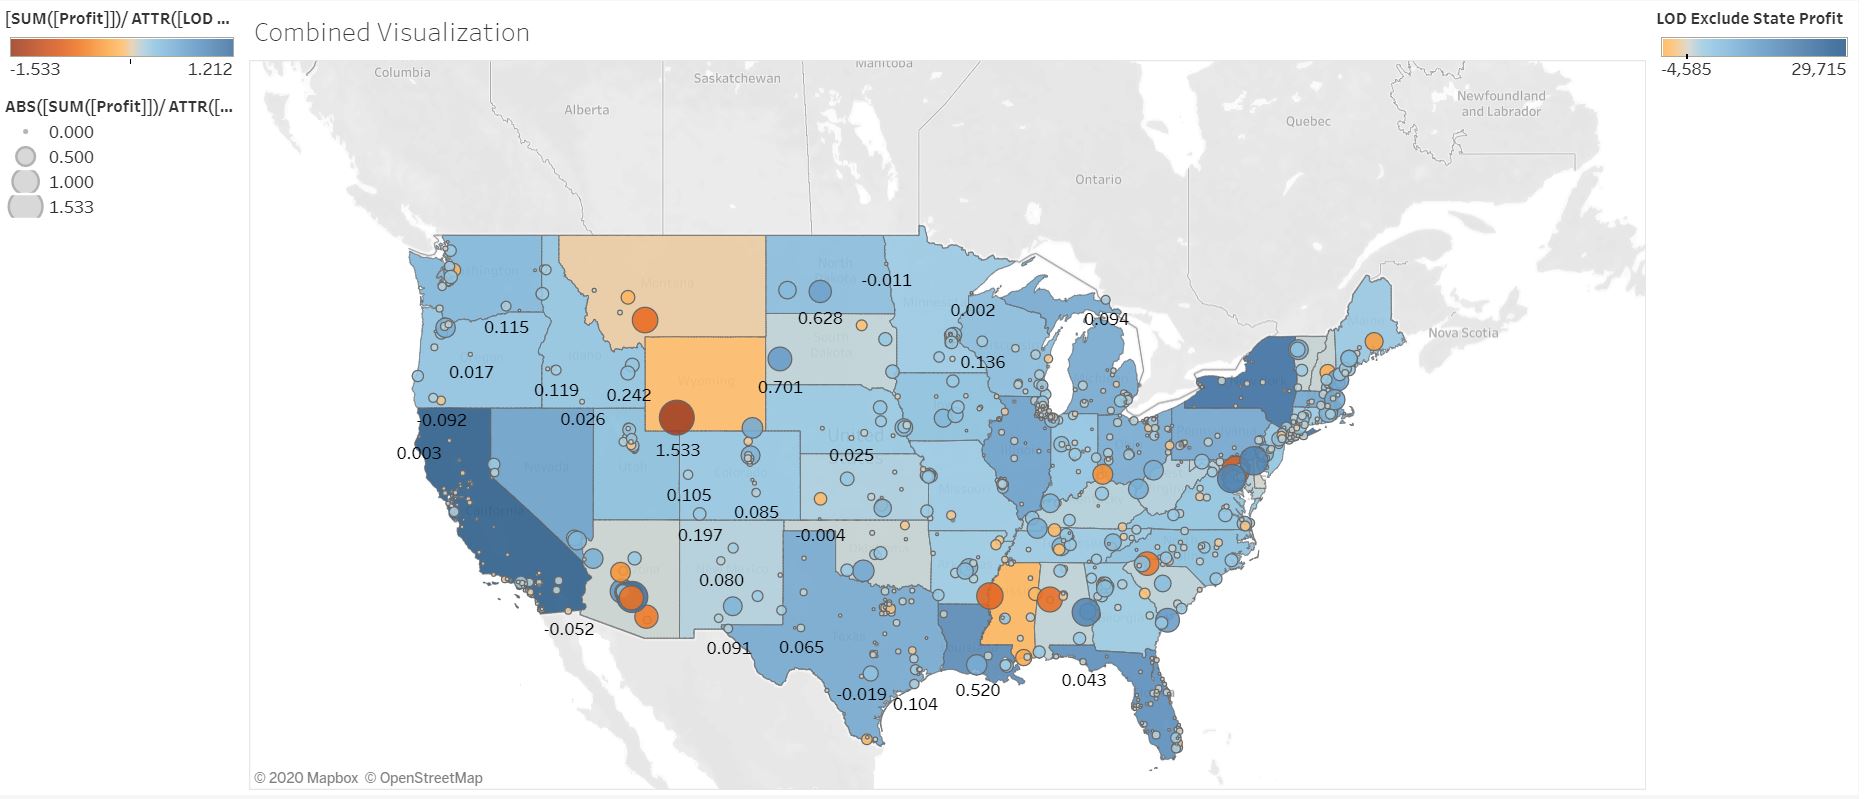 [SUM([Profit]])/ ATTR([LOD ...
-1.533 1.212
ABS([SUM([Profit]])/ ATTR([...
0.000
0.500
1.000
1.533
Combined Visualization
LOD Exclude State Profit
-4,585 29,715
Columbia
Alberta
Saskatchewan
Manitoba
Ontario
Quebec
Newfoundland
and Labrador
Nova Scotia
Montana
North
Dakota
Minnesota
South
Dakota
Wyoming
Oregon
Idaho
Nevada
Utah
Colorado
California
United
Missouri
Pennsylvania
New Mexico
Texas
Georgia
Maine
-0.011
0.628
0.002
0.094
0.115
0.136
0.017
0.119
0.242
0.701
-0.092
0.026
0.003
1.533
0.025
0.105
0.085
0.197
-0.004
0.080
-0.052
0.091
0.065
-0.019
0.104
0.520
0.043
© 2020 Mapbox © OpenStreetMap